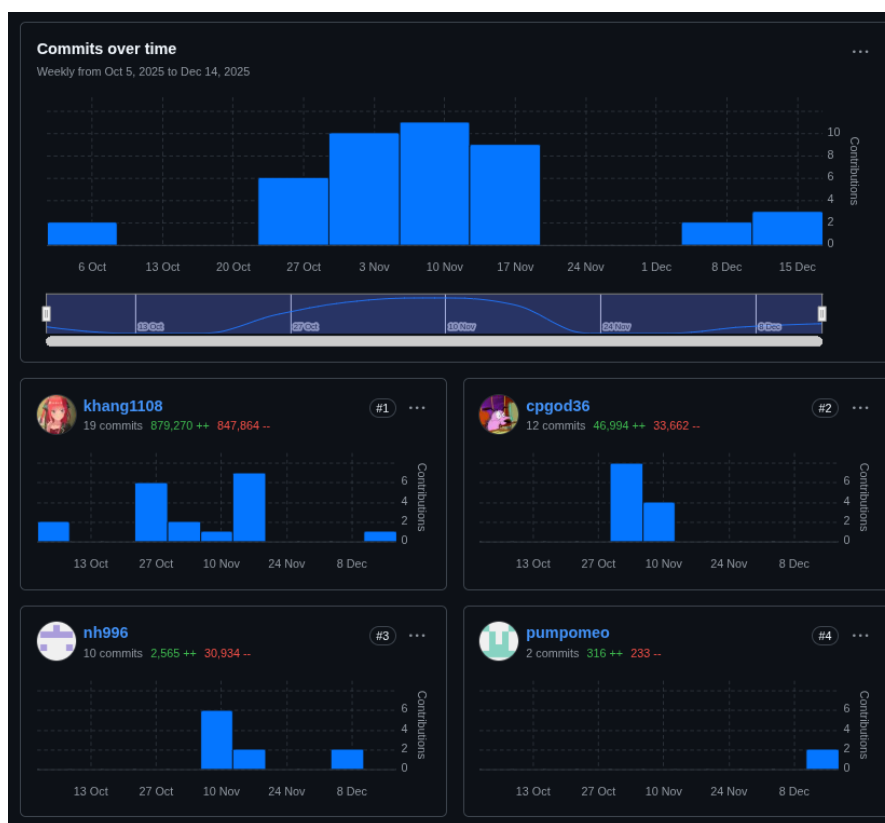 Commits over time
Weekly from Oct 5, 2025 to Dec 14, 2025
10
8
6
4
2
0
Contributions
6 Oct 13 Oct 20 Oct 27 Oct 3 Nov 10 Nov 17 Nov 24 Nov 1 Dec 8 Dec 15 Dec
13 Oct 27 Oct 10 Nov 24 Nov 8 Dec
khang1108 #1
19 commits 879,270 ++ 847,864 --
6
4
2
0
Contributions
13 Oct 27 Oct 10 Nov 24 Nov 8 Dec
cpgod36 #2
12 commits 46,994 ++ 33,662 --
6
4
2
0
Contributions
13 Oct 27 Oct 10 Nov 24 Nov 8 Dec
nh996 #3
10 commits 2,565 ++ 30,934 --
6
4
2
0
Contributions
13 Oct 27 Oct 10 Nov 24 Nov 8 Dec
pumpomeo #4
2 commits 316 ++ 233 --
6
4
2
0
Contributions
13 Oct 27 Oct 10 Nov 24 Nov 8 Dec